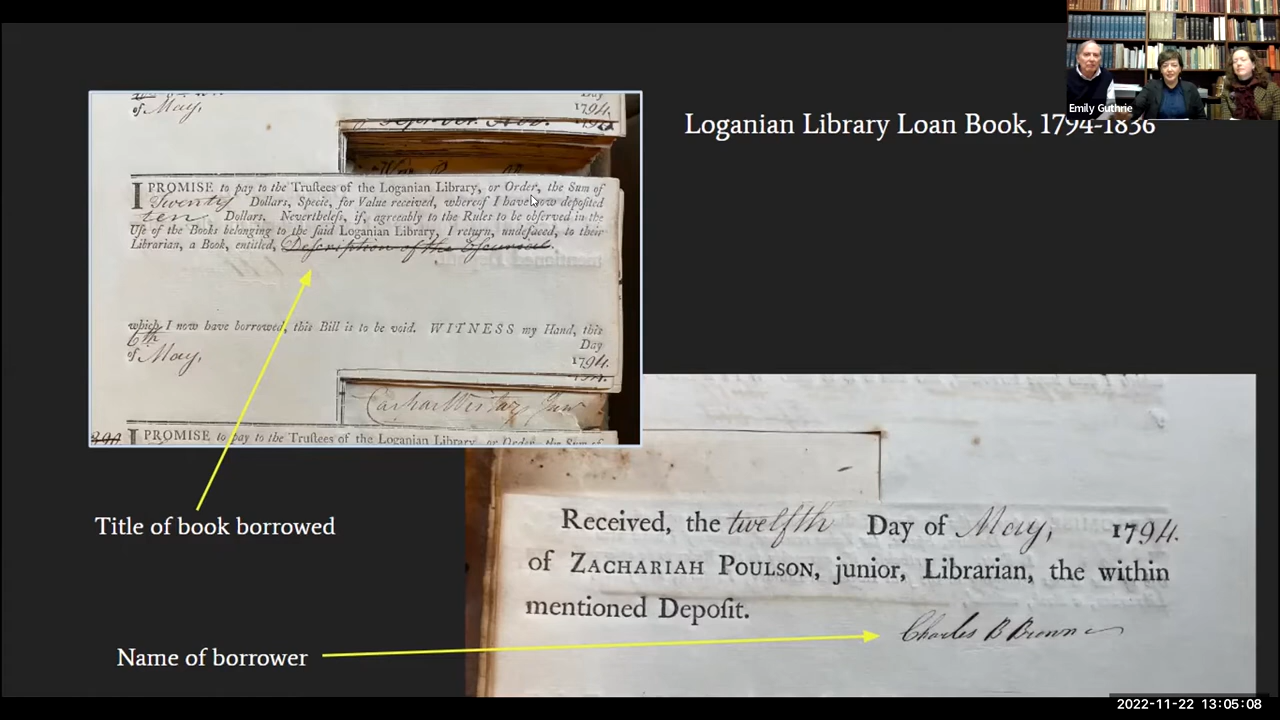 Emily Guthrie
Loganian Library Loan Book, 1794-1836
of May,
Day
1794.
I PROMISE to pay to the Truſtees of the Loganian Library, or Order, the Sum of
Twenty Dollars, Specie, for Value received, whereof I have now depoſited
ten Dollars. Nevertheleſs, if, agreeably to the Rules to be obſerved in the
Uſe of the Books belonging to the ſaid Loganian Library, I return, undefaced, to their
Librarian, a Book, entitled, Description of the Escurial.
which I now have borrowed, this Bill is to be void. WITNESS my Hand, this
6th
Day
of May,
1794.
I PROMISE to pay to the Truſtees of the Loganian Library, or Order, the Sum of
Title of book borrowed
Received, the twelfth Day of May, 1794.
of ZACHARIAH POULSON, junior, Librarian, the within
mentioned Depoſit.
Charles B Brown
Name of borrower
2022-11-22 13:05:08